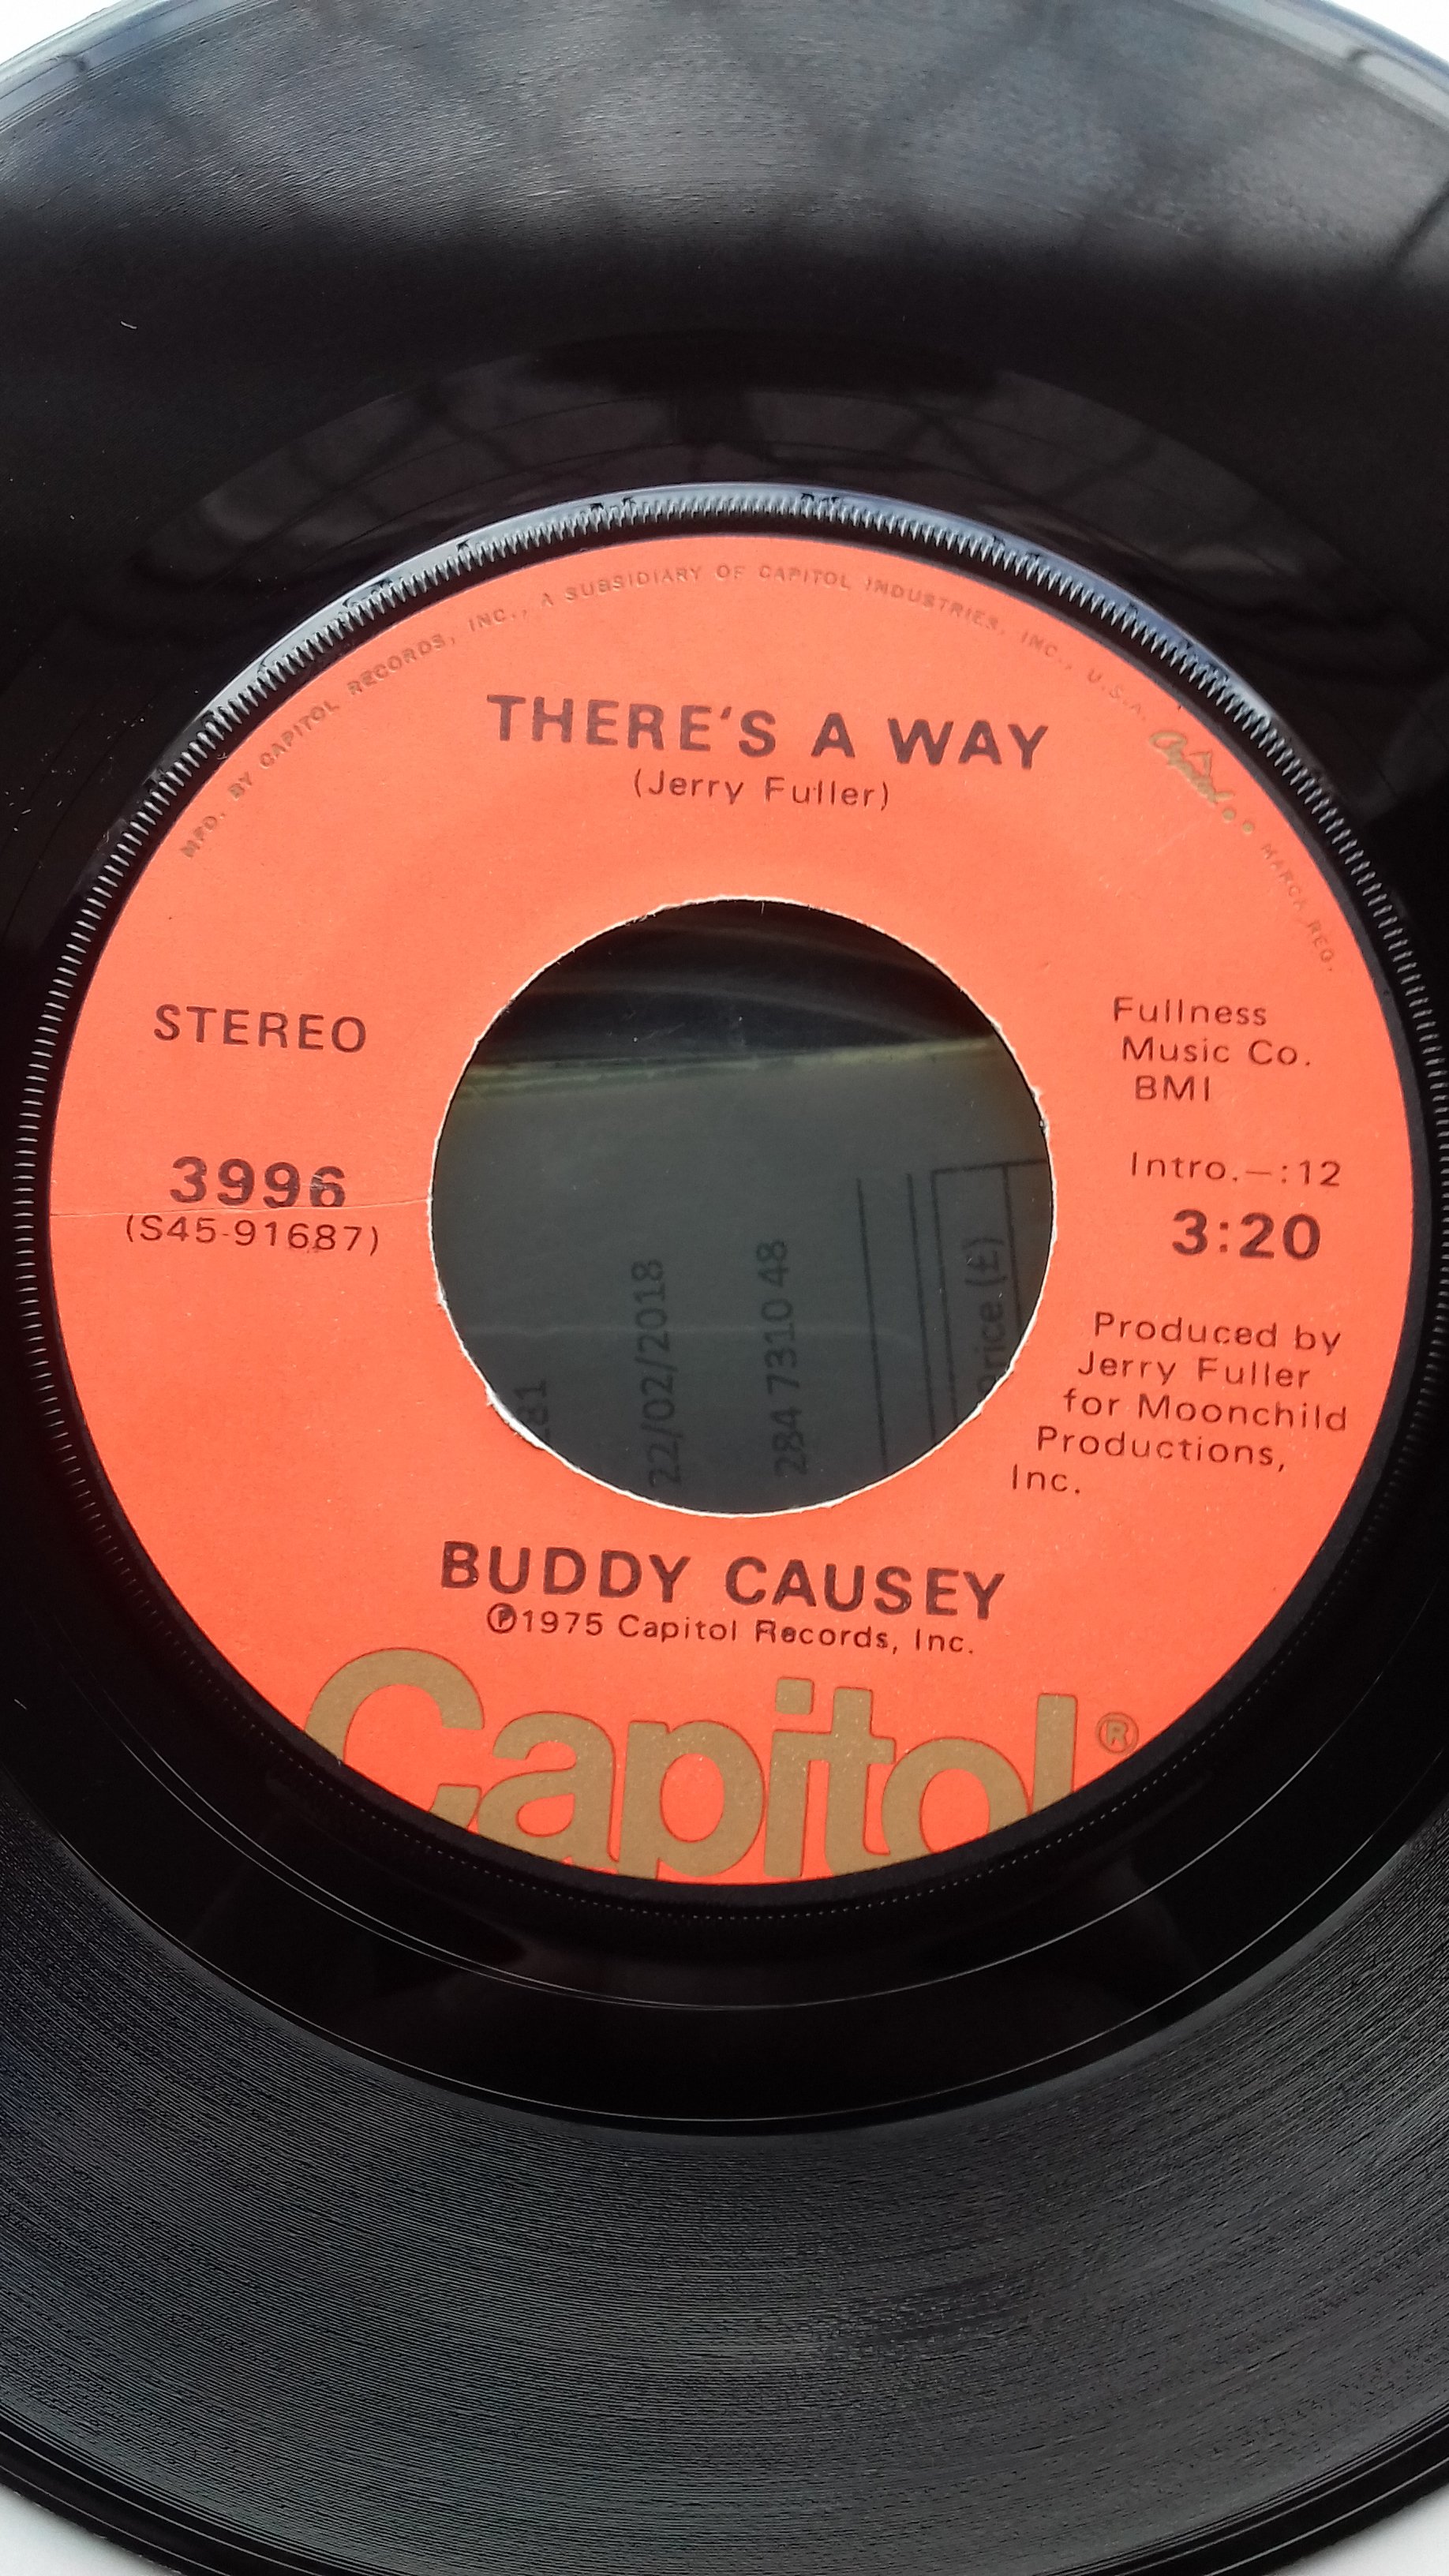 MFD. BY CAPITOL RECORDS, INC., A SUBSIDIARY OF CAPITOL INDUSTRIES, INC., U.S.A. Capitol • • MARCA REG.
THERE'S A WAY
(Jerry Fuller)
STEREO
3996
(S45-91687)
Fullness
Music Co.
BMI
Intro.—:12
3:20
Produced by
Jerry Fuller
for Moonchild
Productions,
Inc.
22/02/2018
284 7310 48
price (£)
BUDDY CAUSEY
℗1975 Capitol Records, Inc.
Capitol®